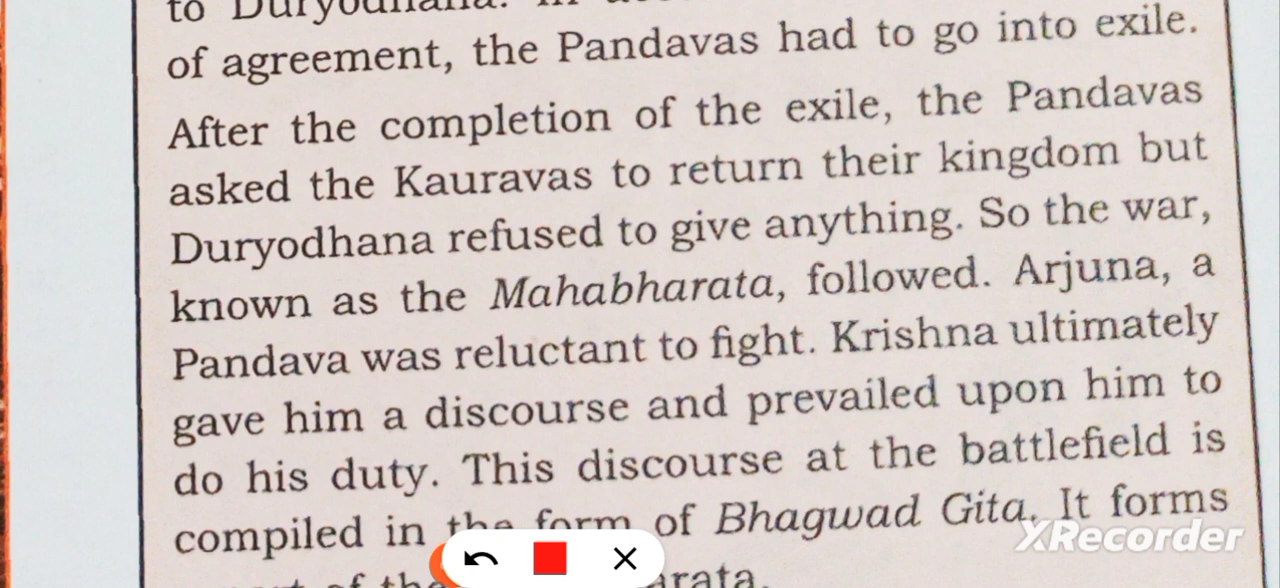 to Duryodhana. In
of agreement, the Pandavas had to go into exile.
After the completion of the exile, the Pandavas
asked the Kauravas to return their kingdom but
Duryodhana refused to give anything. So the war,
known as the Mahabharata, followed. Arjuna, a
Pandava was reluctant to fight. Krishna ultimately
gave him a discourse and prevailed upon him to
do his duty. This discourse at the battlefield is
compiled in the form of Bhagwad Gita. It forms
XRecorder